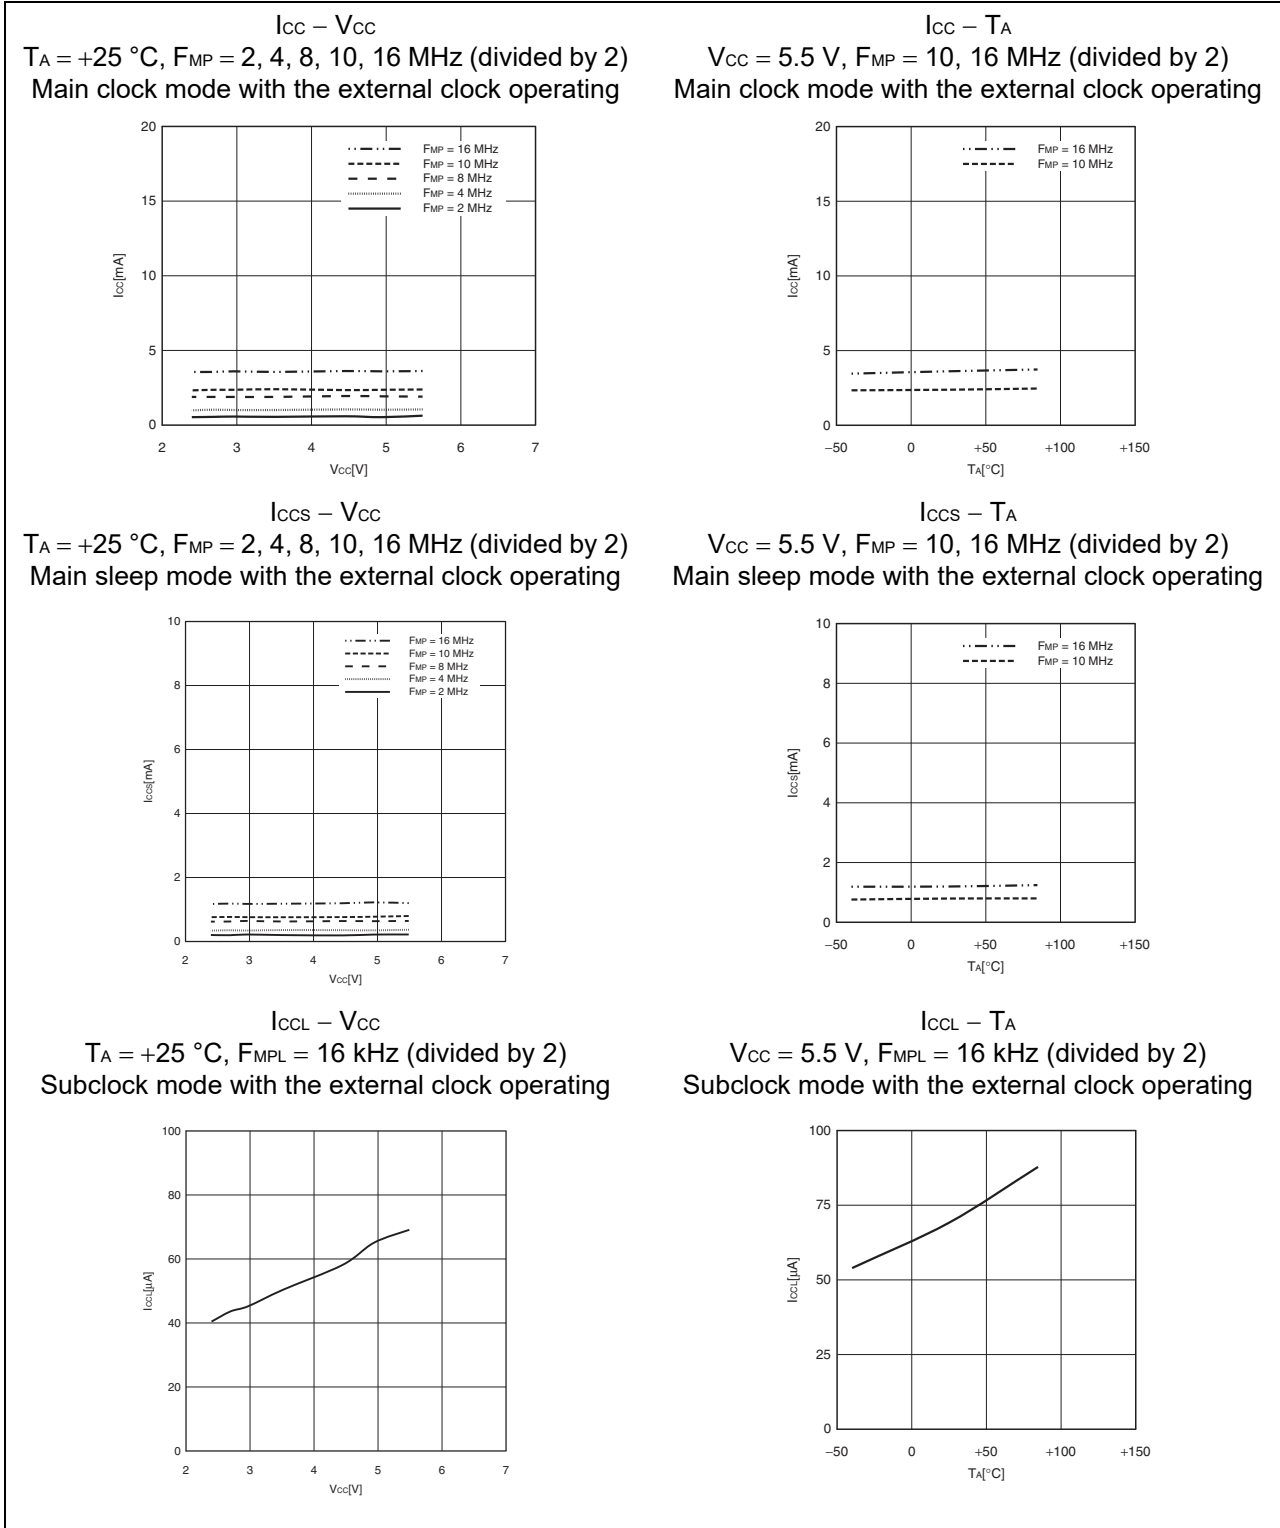 ICC − VCC
TA = +25 °C, FMP = 2, 4, 8, 10, 16 MHz (divided by 2)
Main clock mode with the external clock operating
20
15
10
5
0
ICC[mA]
FMP = 16 MHz
FMP = 10 MHz
FMP = 8 MHz
FMP = 4 MHz
FMP = 2 MHz
2 3 4 5 6 7
VCC[V]
ICC − TA
VCC = 5.5 V, FMP = 10, 16 MHz (divided by 2)
Main clock mode with the external clock operating
20
15
10
5
0
ICC[mA]
FMP = 16 MHz
FMP = 10 MHz
−50 0 +50 +100 +150
TA[°C]
ICCS − VCC
TA = +25 °C, FMP = 2, 4, 8, 10, 16 MHz (divided by 2)
Main sleep mode with the external clock operating
10
8
6
4
2
0
ICCS[mA]
FMP = 16 MHz
FMP = 10 MHz
FMP = 8 MHz
FMP = 4 MHz
FMP = 2 MHz
2 3 4 5 6 7
VCC[V]
ICCS − TA
VCC = 5.5 V, FMP = 10, 16 MHz (divided by 2)
Main sleep mode with the external clock operating
10
8
6
4
2
0
ICCS[mA]
FMP = 16 MHz
FMP = 10 MHz
−50 0 +50 +100 +150
TA[°C]
ICCL − VCC
TA = +25 °C, FMPL = 16 kHz (divided by 2)
Subclock mode with the external clock operating
100
80
60
40
20
0
ICCL[µA]
2 3 4 5 6 7
VCC[V]
ICCL − TA
VCC = 5.5 V, FMPL = 16 kHz (divided by 2)
Subclock mode with the external clock operating
100
75
50
25
0
ICCL[µA]
−50 0 +50 +100 +150
TA[°C]